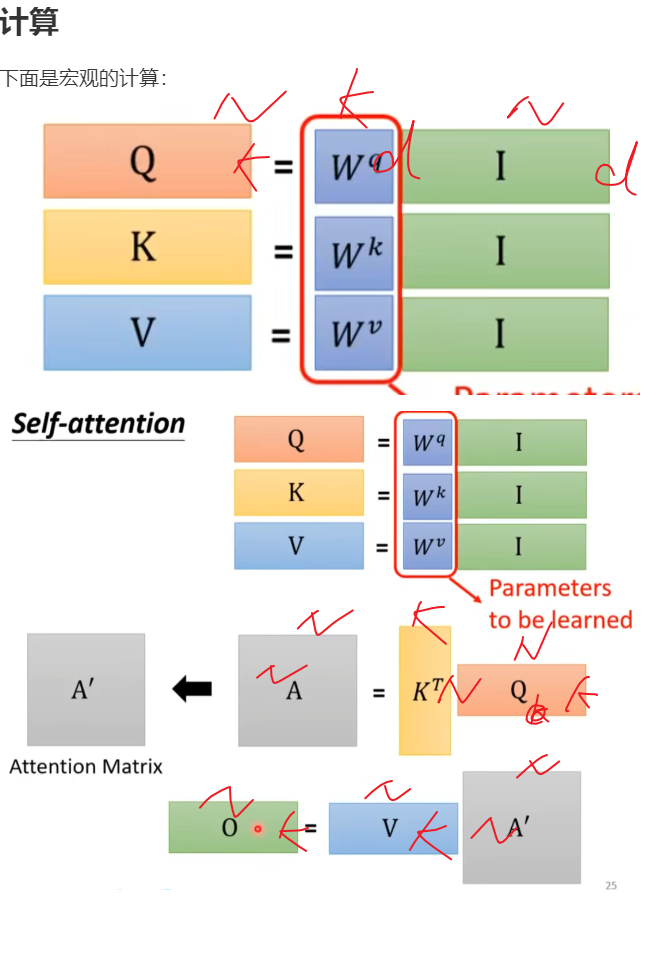 计算
下面是宏观的计算：
N K N
Q K = W^q d I d
K = W^k I
V = W^v I
Self-attention
Q = W^q I
K = W^k I
V = W^v I
Parameters
to be learned
N K N
A′ N A = K^T N Q K
Attention Matrix
N N N
O K = V K N A′
25